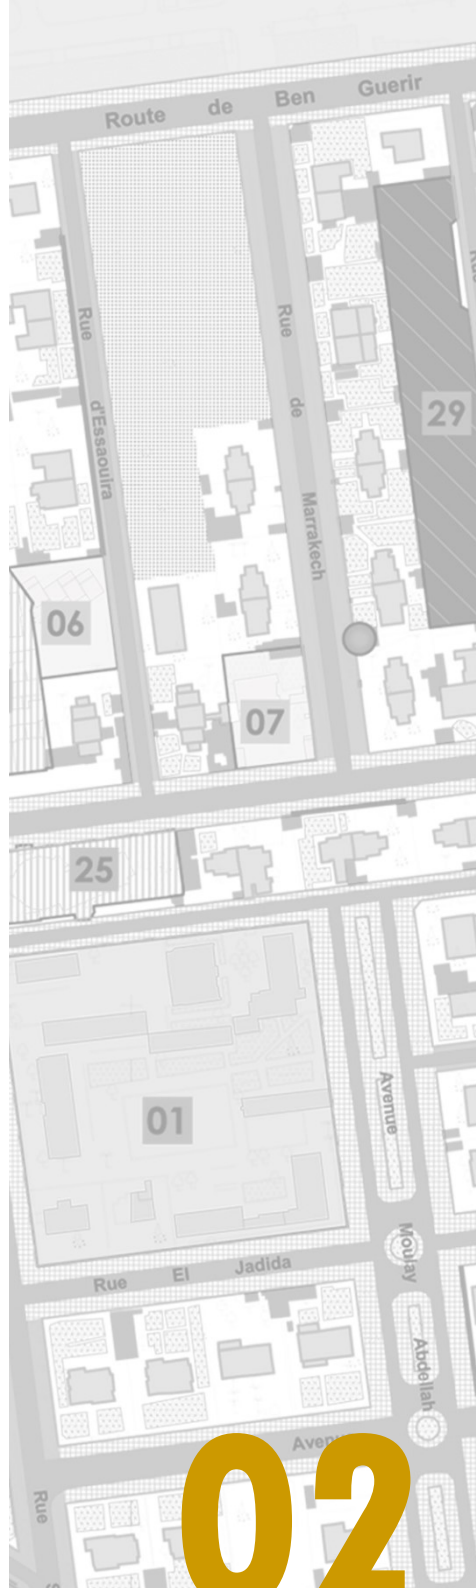 Route de Ben Guerir
Rue d'Essaouira
Rue de Marrakech
29
06
07
25
01
Avenue Moulay Abdellah
Rue El Jadida
Rue
02